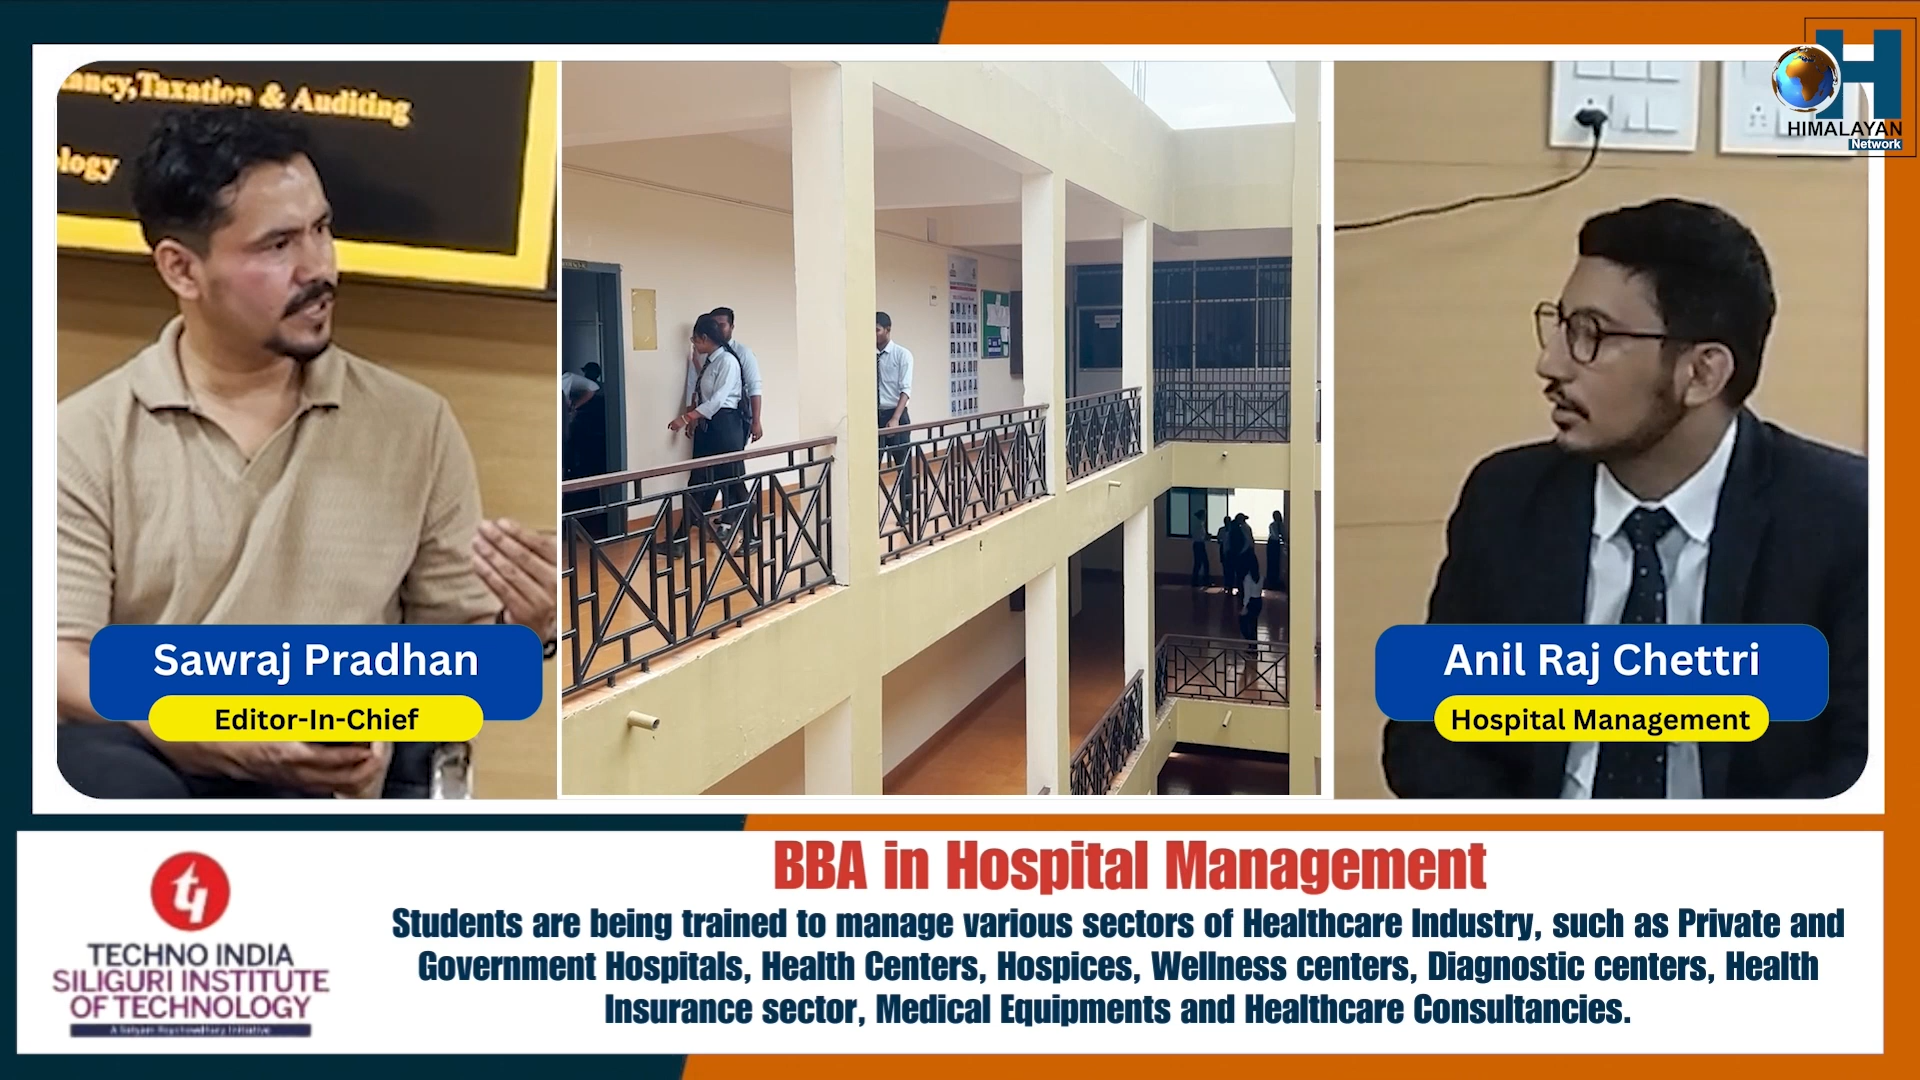 ancy,Taxation & Auditing
logy
HIMALAYAN
Network
Sawraj Pradhan
Editor-In-Chief
Anil Raj Chettri
Hospital Management
BBA in Hospital Management
Students are being trained to manage various sectors of Healthcare Industry, such as Private and
Government Hospitals, Health Centers, Hospices, Wellness centers, Diagnostic centers, Health
Insurance sector, Medical Equipments and Healthcare Consultancies.
TECHNO INDIA
SILIGURI INSTITUTE
OF TECHNOLOGY
A Satyam Roychowdhury Initiative